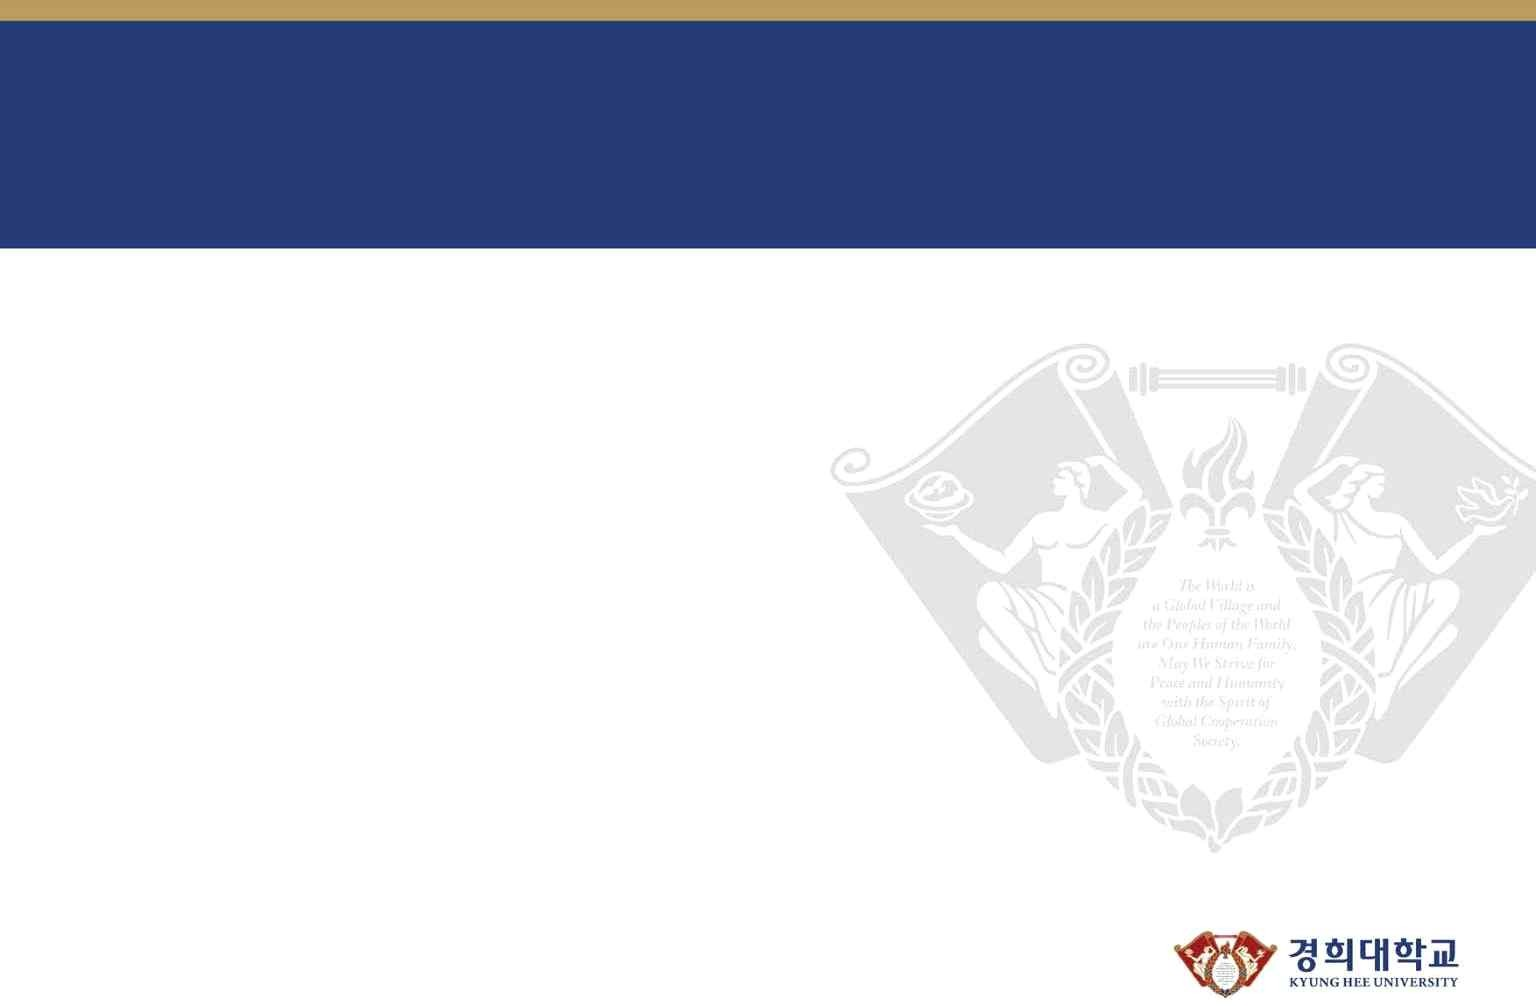 The World is
a Global Village and
the Peoples of the World
are One Human Family.
May We Strive for
Peace and Humanity
with the Spirit of
Global Cooperation
Society.
경희대학교
KYUNG HEE UNIVERSITY